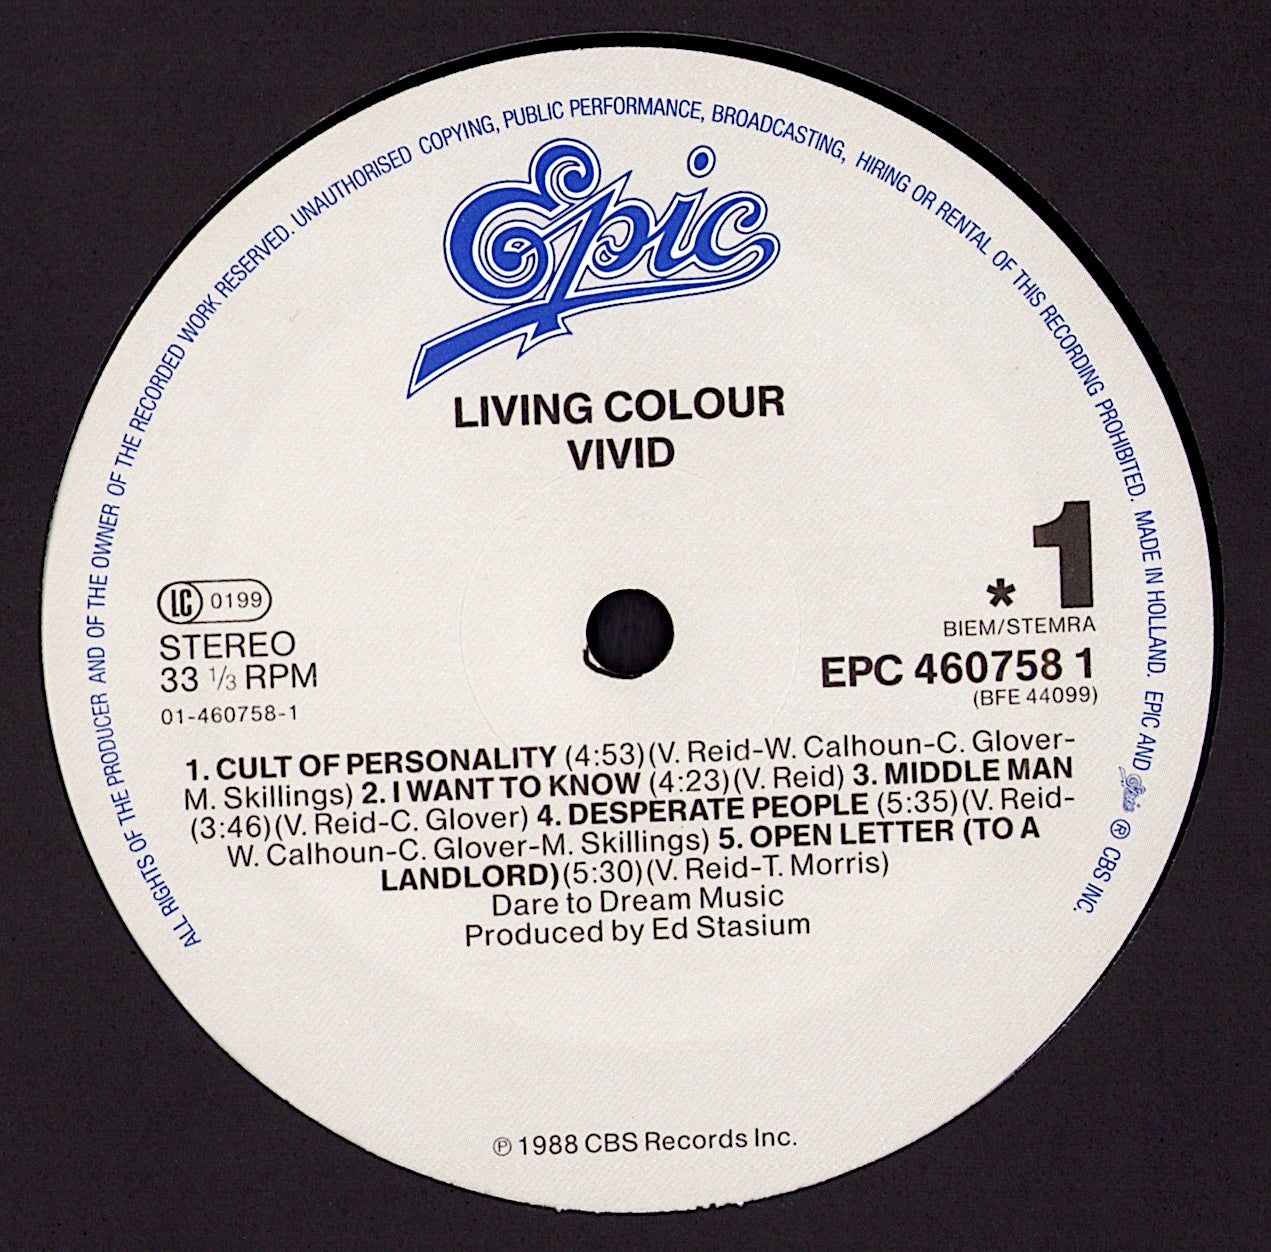 ALL RIGHTS OF THE PRODUCER AND OF THE OWNER OF THE RECORDED WORK RESERVED. UNAUTHORISED COPYING, PUBLIC PERFORMANCE, BROADCASTING, HIRING OR RENTAL OF THIS RECORDING PROHIBITED. MADE IN HOLLAND. EPIC AND Epic ® CBS INC.
Epic
LIVING COLOUR
VIVID
LC 0199
STEREO
33 1/3 RPM
01-460758-1
* 1
BIEM/STEMRA
EPC 460758 1
(BFE 44099)
1. CULT OF PERSONALITY (4:53)(V. Reid-W. Calhoun-C. Glover-
M. Skillings) 2. I WANT TO KNOW (4:23)(V. Reid) 3. MIDDLE MAN
(3:46)(V. Reid-C. Glover) 4. DESPERATE PEOPLE (5:35)(V. Reid-
W. Calhoun-C. Glover-M. Skillings) 5. OPEN LETTER (TO A
LANDLORD)(5:30)(V. Reid-T. Morris)
Dare to Dream Music
Produced by Ed Stasium
℗ 1988 CBS Records Inc.